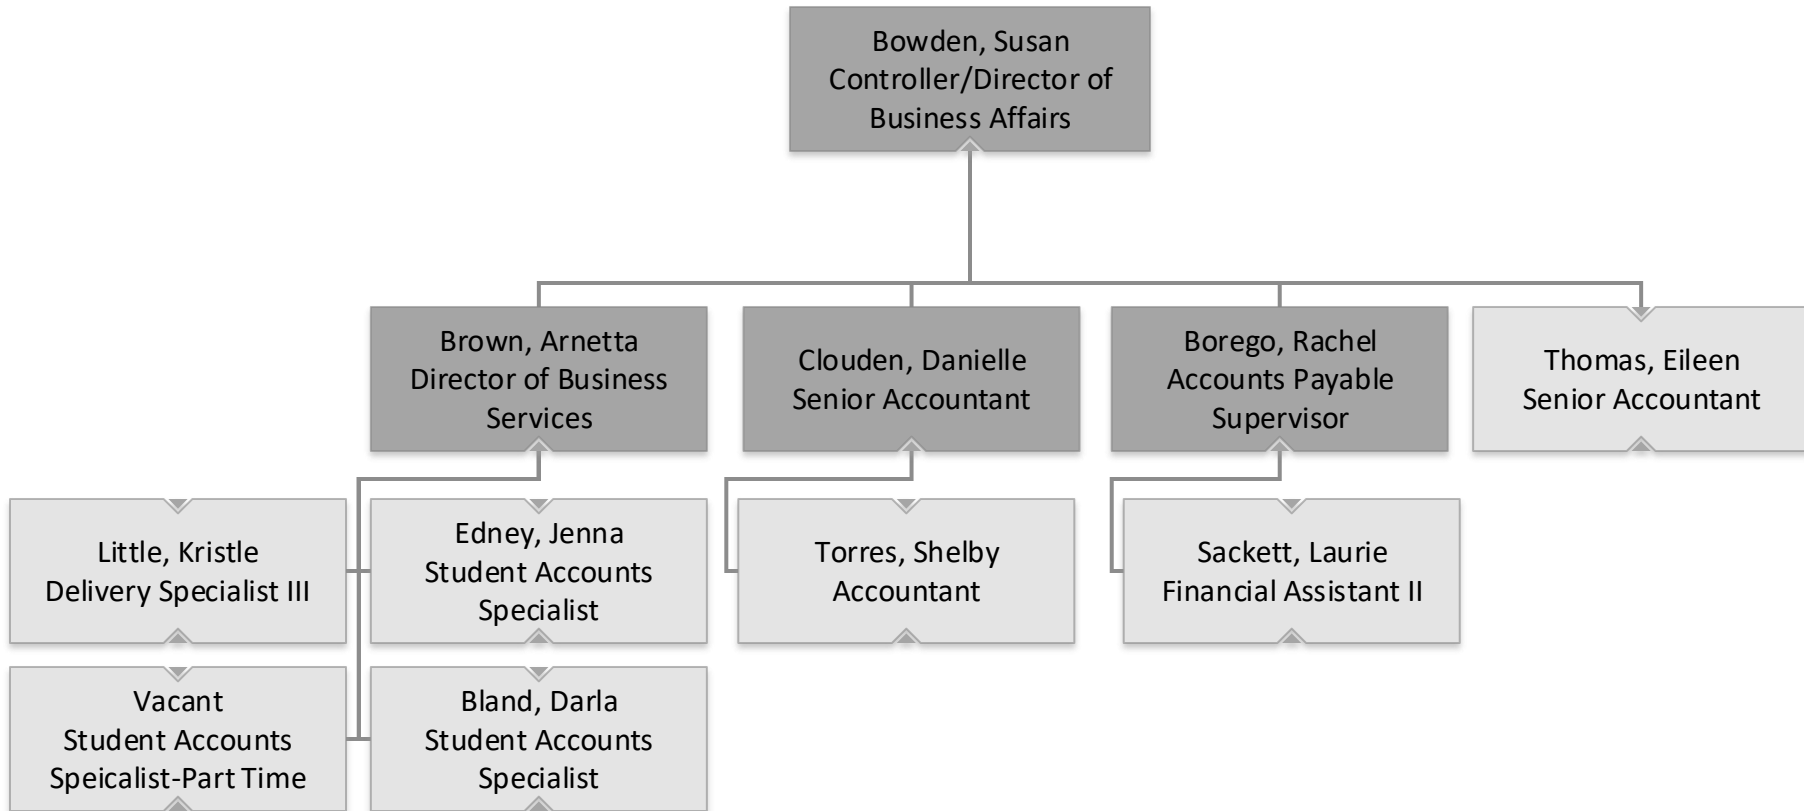 Bowden, Susan
Controller/Director of
Business Affairs
Brown, Arnetta
Director of Business
Services
Clouden, Danielle
Senior Accountant
Borego, Rachel
Accounts Payable
Supervisor
Thomas, Eileen
Senior Accountant
Little, Kristle
Delivery Specialist III
Edney, Jenna
Student Accounts
Specialist
Torres, Shelby
Accountant
Sackett, Laurie
Financial Assistant II
Vacant
Student Accounts
Speicalist-Part Time
Bland, Darla
Student Accounts
Specialist